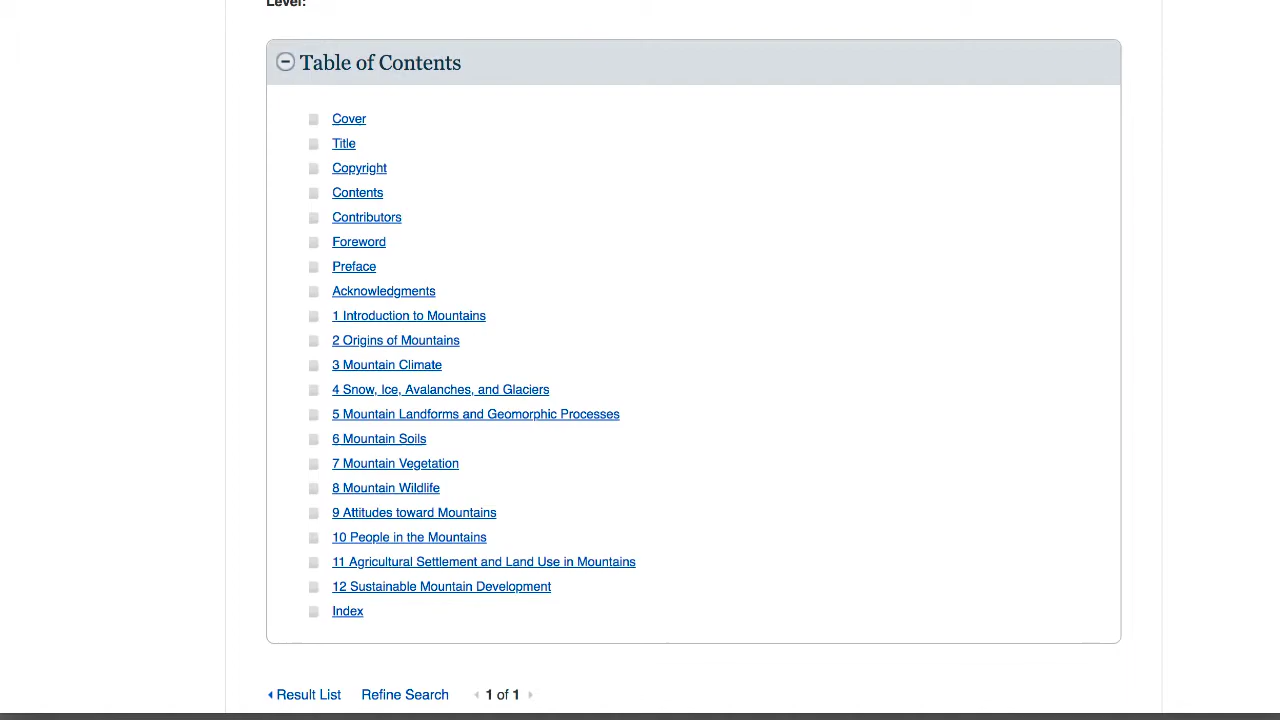 Level:
Table of Contents
Cover
Title
Copyright
Contents
Contributors
Foreword
Preface
Acknowledgments
1 Introduction to Mountains
2 Origins of Mountains
3 Mountain Climate
4 Snow, Ice, Avalanches, and Glaciers
5 Mountain Landforms and Geomorphic Processes
6 Mountain Soils
7 Mountain Vegetation
8 Mountain Wildlife
9 Attitudes toward Mountains
10 People in the Mountains
11 Agricultural Settlement and Land Use in Mountains
12 Sustainable Mountain Development
Index
Result List Refine Search 1 of 1